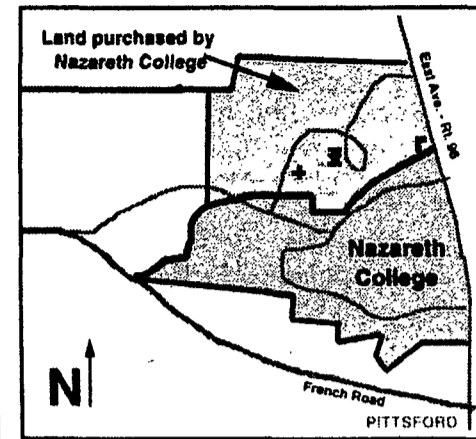 Land purchased by
Nazareth College
East Ave. - Rt. 96
Nazareth
College
N
French Road
PITTSFORD